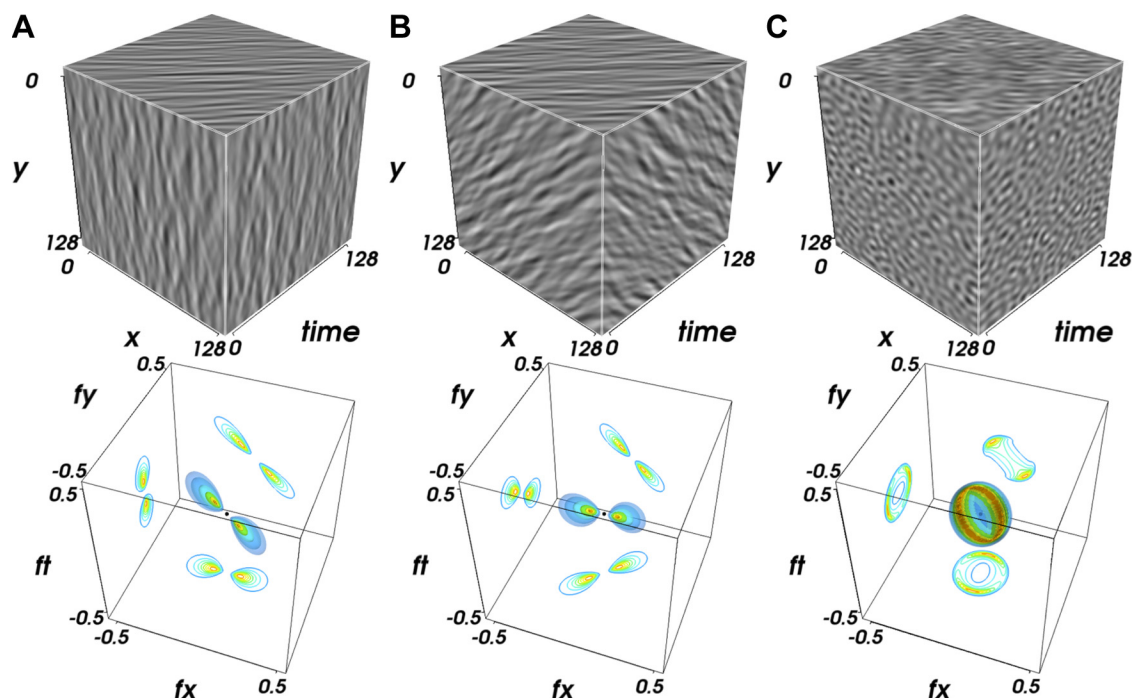 A B C
0 0 0
y y y
128 128 128
0 128 0 128 0 128
x 128 0 time x 128 0 time x 128 0 time
0.5 0.5 0.5
fy fy fy
-0.5 -0.5 -0.5
0.5 0.5 0.5
ft ft ft
-0.5 -0.5 -0.5
-0.5 -0.5 -0.5
fx 0.5 fx 0.5 fx 0.5